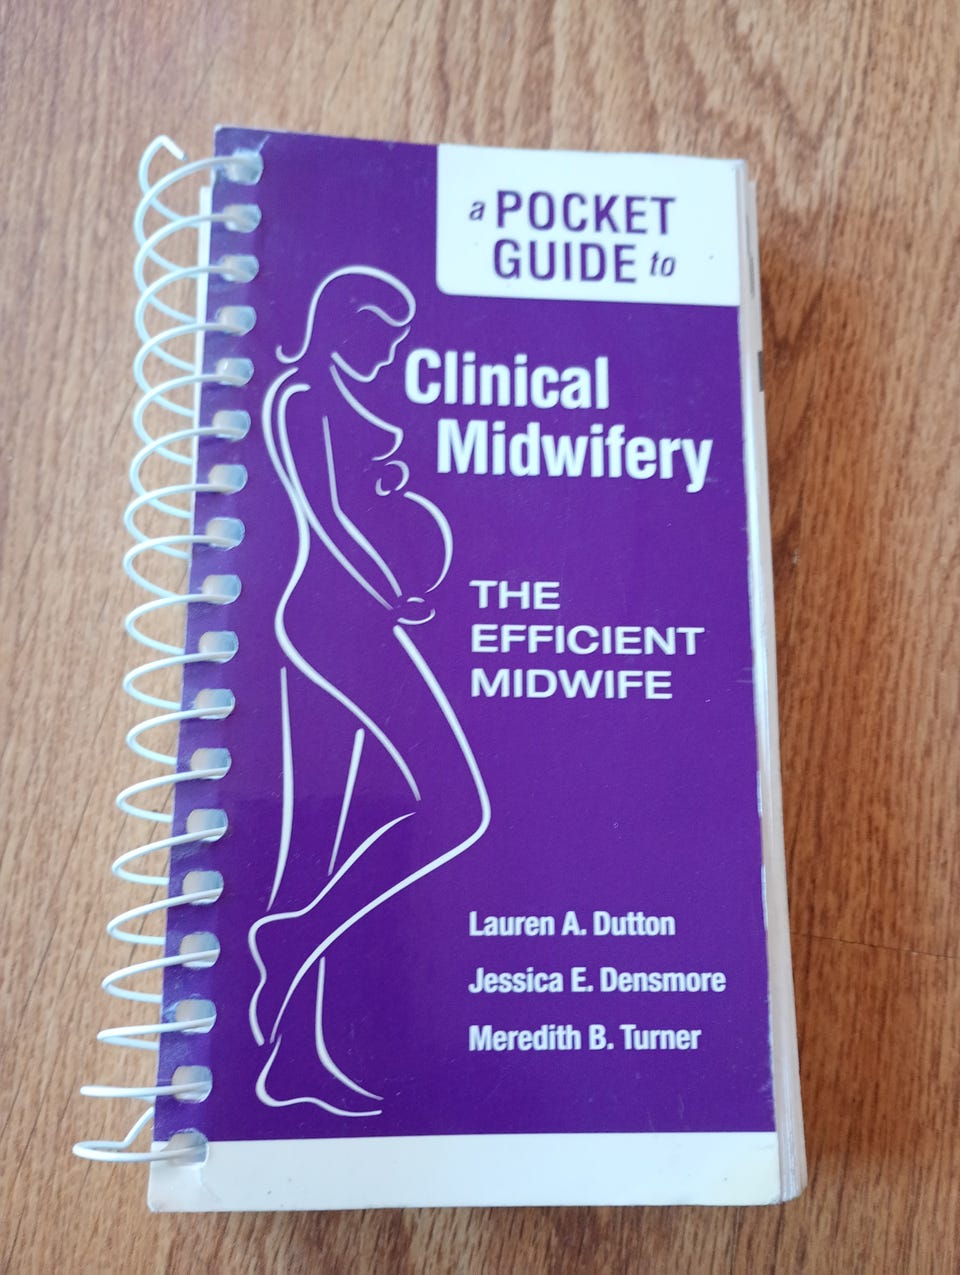 a POCKET
GUIDE to
Clinical
Midwifery
THE
EFFICIENT
MIDWIFE
Lauren A. Dutton
Jessica E. Densmore
Meredith B. Turner